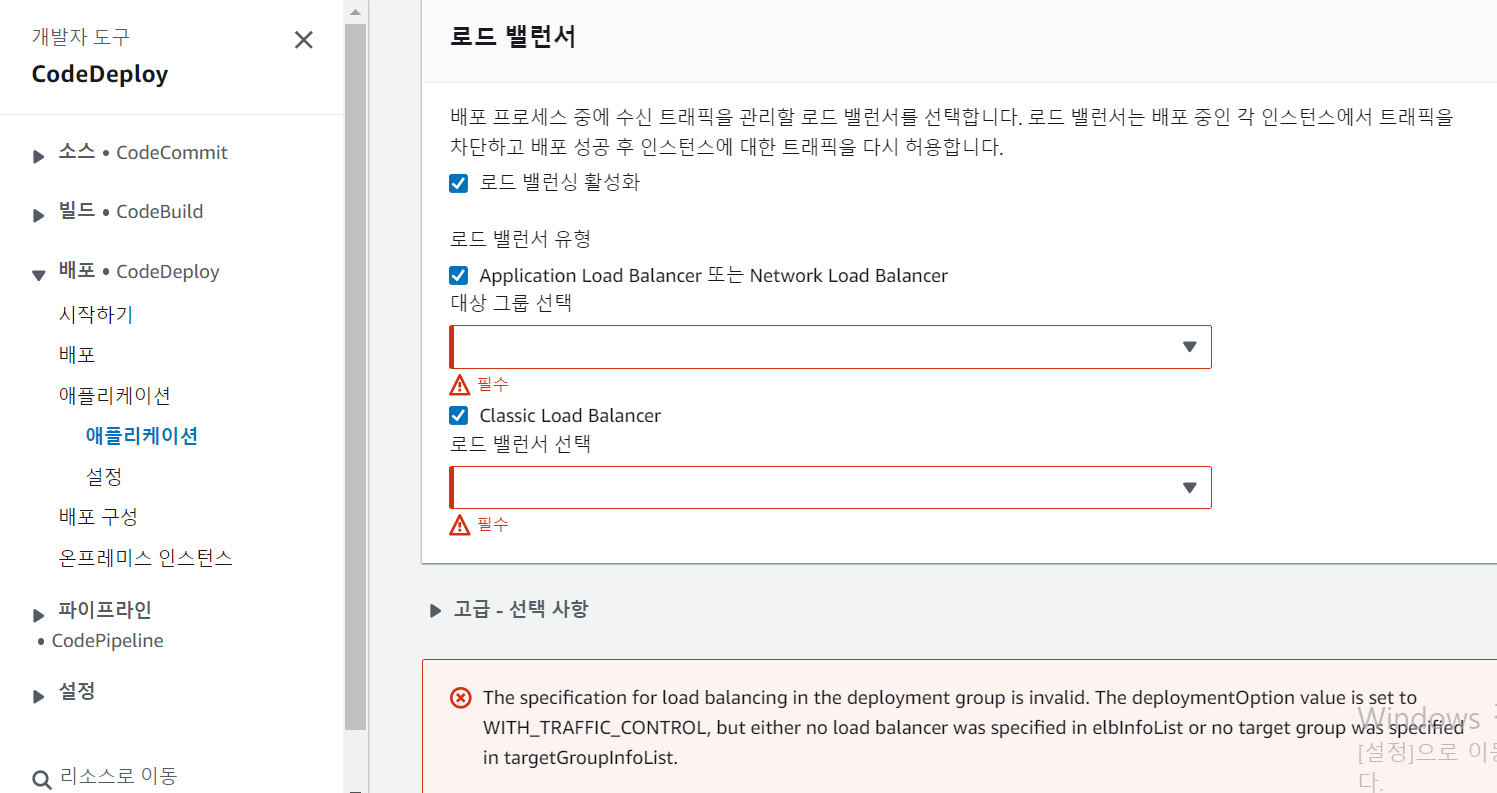 개발자 도구
CodeDeploy
소스 • CodeCommit
빌드 • CodeBuild
배포 • CodeDeploy
시작하기
배포
애플리케이션
애플리케이션
설정
배포 구성
온프레미스 인스턴스
파이프라인
• CodePipeline
설정
리소스로 이동
로드 밸런서
배포 프로세스 중에 수신 트래픽을 관리할 로드 밸런서를 선택합니다. 로드 밸런서는 배포 중인 각 인스턴스에서 트래픽을
차단하고 배포 성공 후 인스턴스에 대한 트래픽을 다시 허용합니다.
로드 밸런싱 활성화
로드 밸런서 유형
Application Load Balancer 또는 Network Load Balancer
대상 그룹 선택
필수
Classic Load Balancer
로드 밸런서 선택
필수
고급 - 선택 사항
The specification for load balancing in the deployment group is invalid. The deploymentOption value is set to
WITH_TRAFFIC_CONTROL, but either no load balancer was specified in elbInfoList or no target group was specified
in targetGroupInfoList.
Windows
[설정]으로
다.